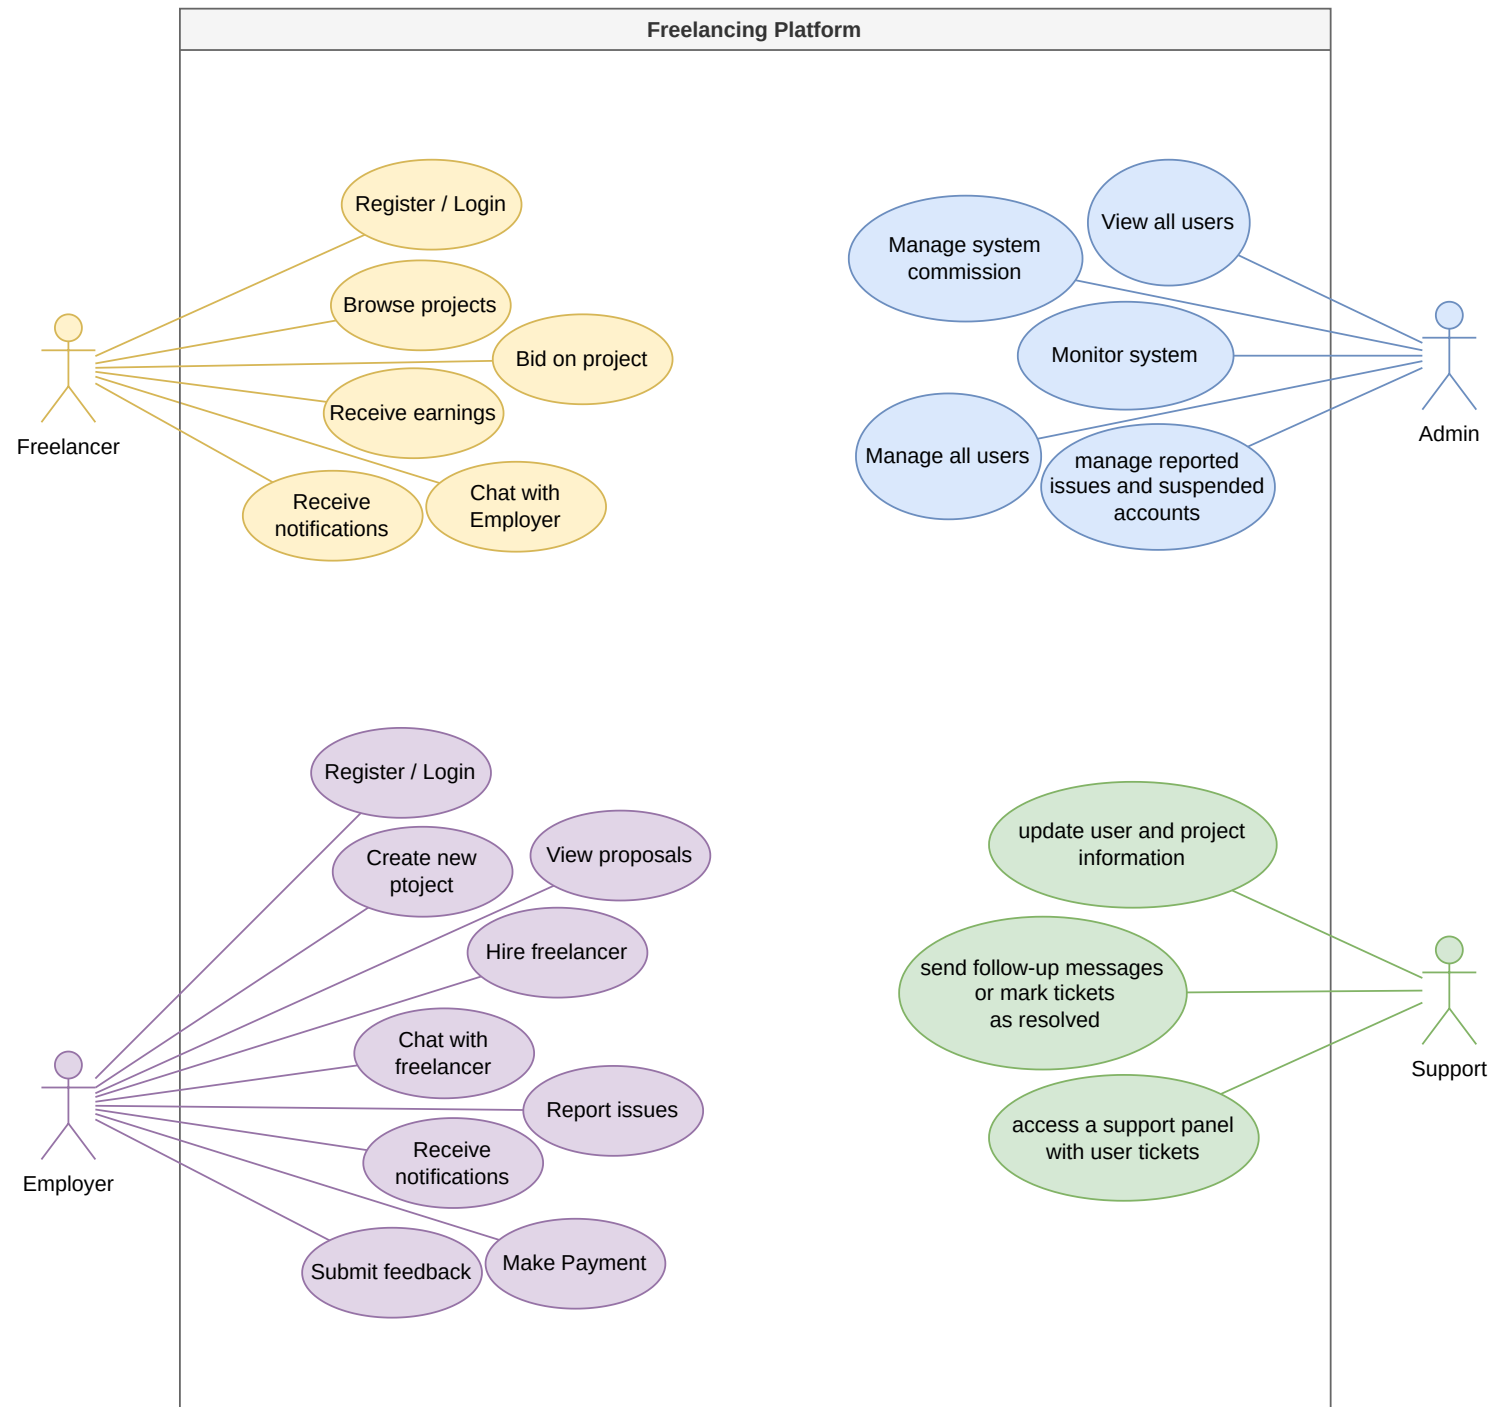 Freelancing Platform
Register / Login
Browse projects
Bid on project
Receive earnings
Chat with
Employer
Receive
notifications
Freelancer
View all users
Manage system
commission
Monitor system
Manage all users
manage reported
issues and suspended
accounts
Admin
Register / Login
Create new
ptoject
View proposals
Hire freelancer
Chat with
freelancer
Report issues
Receive
notifications
Make Payment
Submit feedback
Employer
update user and project
information
send follow-up messages
or mark tickets
as resolved
access a support panel
with user tickets
Support